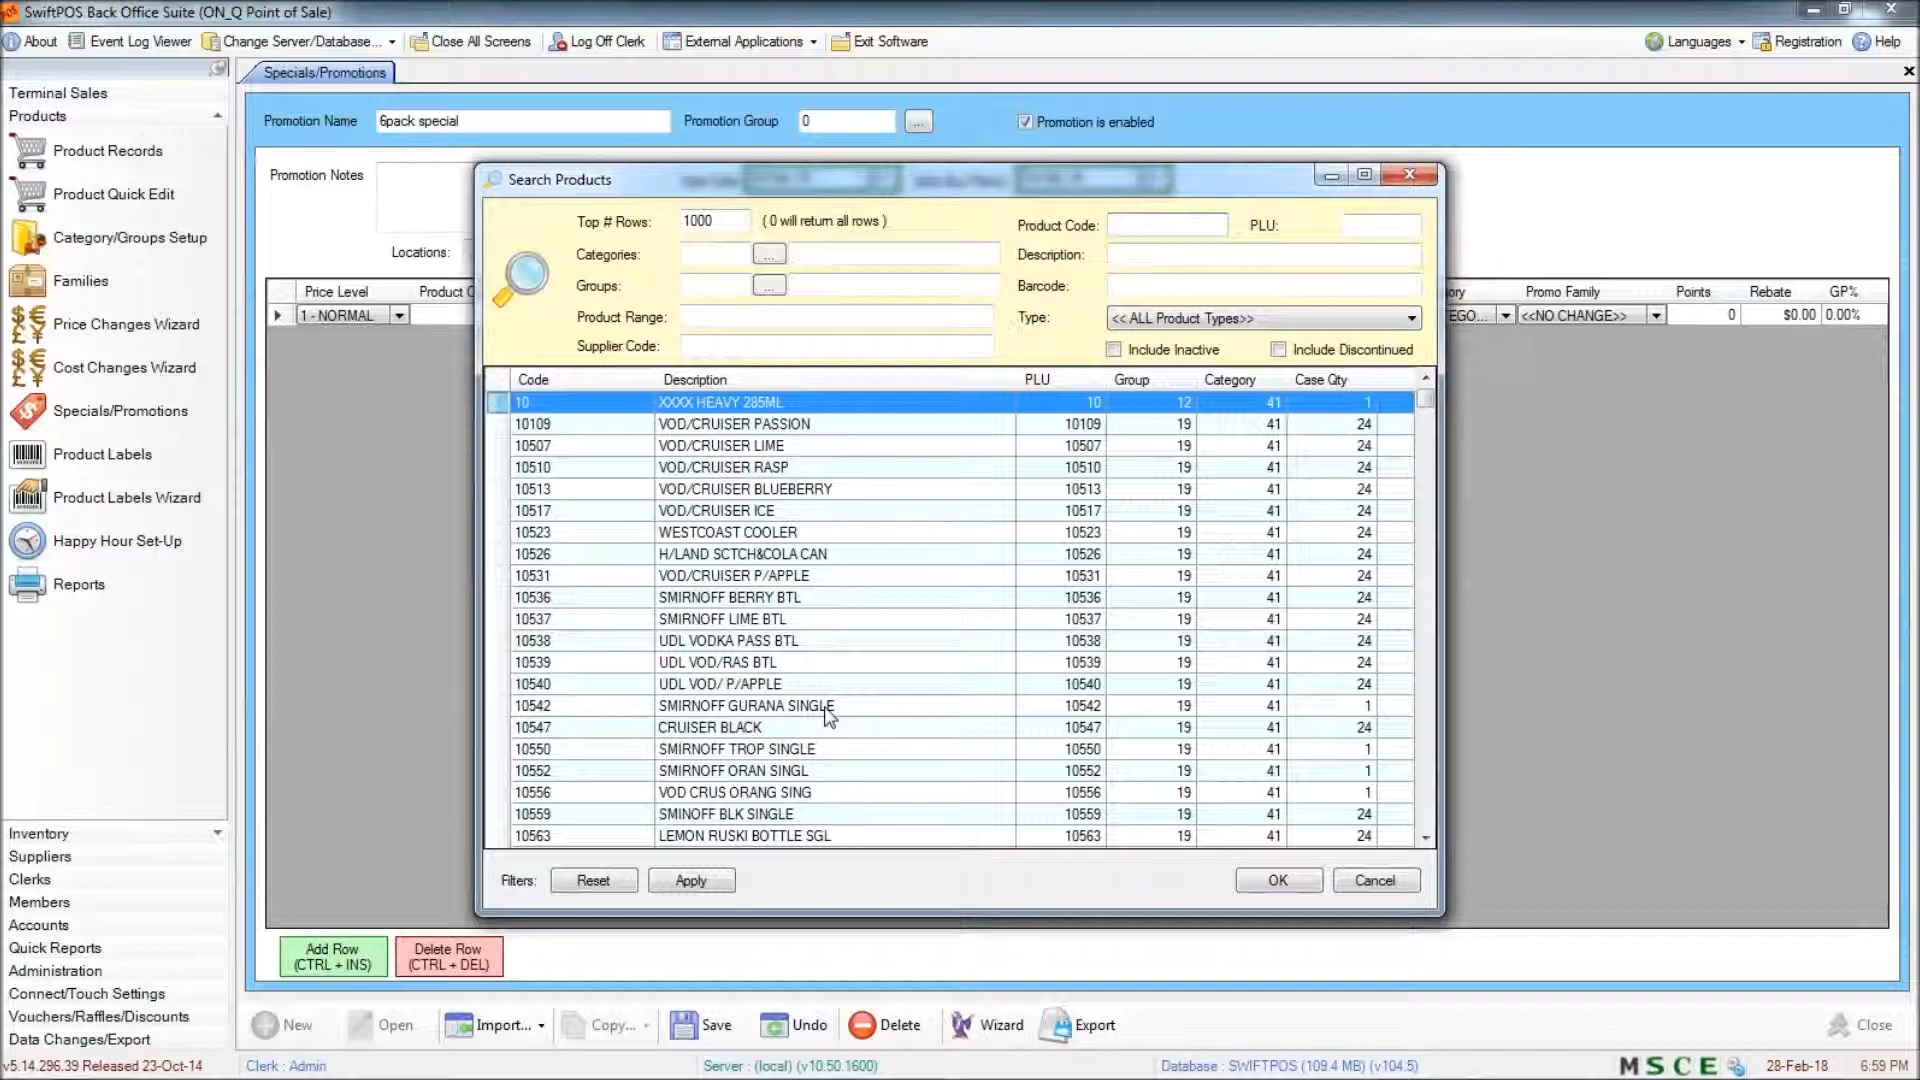 SwiftPOS Back Office Suite (ON_Q Point of Sale)
About Event Log Viewer Change Server/Database... Close All Screens Log Off Clerk External Applications Exit Software Languages Registration Help
Terminal Sales
Products
Product Records
Product Quick Edit
Category/Groups Setup
Families
Price Changes Wizard
Cost Changes Wizard
Specials/Promotions
Product Labels
Product Labels Wizard
Happy Hour Set-Up
Reports
Inventory
Suppliers
Clerks
Members
Accounts
Quick Reports
Administration
Connect/Touch Settings
Vouchers/Raffles/Discounts
Data Changes/Export
Specials/Promotions
Promotion Name 6pack special Promotion Group 0 ... Promotion is enabled
Promotion Notes
Locations:
Price Level Product C ory Promo Family Points Rebate GP%
1 - NORMAL EGO... <<NO CHANGE>> 0 $0.00 0.00%
Search Products
Top # Rows: 1000 ( 0 will return all rows ) Product Code: PLU:
Categories: ... Description:
Groups: ... Barcode:
Product Range: Type: << ALL Product Types>>
Supplier Code: Include Inactive Include Discontinued
Code Description PLU Group Category Case Qty
10 XXXX HEAVY 285ML 10 12 41 1
10109 VOD/CRUISER PASSION 10109 19 41 24
10507 VOD/CRUISER LIME 10507 19 41 24
10510 VOD/CRUISER RASP 10510 19 41 24
10513 VOD/CRUISER BLUEBERRY 10513 19 41 24
10517 VOD/CRUISER ICE 10517 19 41 24
10523 WESTCOAST COOLER 10523 19 41 24
10526 H/LAND SCTCH&COLA CAN 10526 19 41 24
10531 VOD/CRUISER P/APPLE 10531 19 41 24
10536 SMIRNOFF BERRY BTL 10536 19 41 24
10537 SMIRNOFF LIME BTL 10537 19 41 24
10538 UDL VODKA PASS BTL 10538 19 41 24
10539 UDL VOD/RAS BTL 10539 19 41 24
10540 UDL VOD/ P/APPLE 10540 19 41 24
10542 SMIRNOFF GURANA SINGLE 10542 19 41 1
10547 CRUISER BLACK 10547 19 41 24
10550 SMIRNOFF TROP SINGLE 10550 19 41 1
10552 SMIRNOFF ORAN SINGL 10552 19 41 1
10556 VOD CRUS ORANG SING 10556 19 41 1
10559 SMINOFF BLK SINGLE 10559 19 41 24
10563 LEMON RUSKI BOTTLE SGL 10563 19 41 24
Filters: Reset Apply OK Cancel
Add Row Delete Row
(CTRL + INS) (CTRL + DEL)
New Open Import... Copy... Save Undo Delete Wizard Export Close
v5.14.296.39 Released 23-Oct-14 Clerk : Admin Server : (local) (v10.50.1600) Database : SWIFTPOS (109.4 MB) (v104.5) M S C E 28-Feb-18 6:59 PM